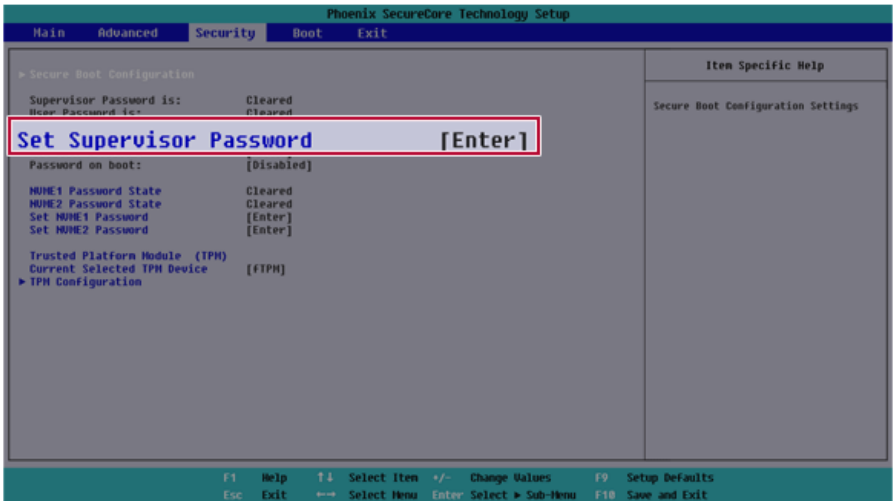 Phoenix SecureCore Technology Setup
Main Advanced Security Boot Exit
▶ Secure Boot Configuration
Supervisor Password is: Cleared
User Password is: Cleared
Set Supervisor Password [Enter]
Password on boot: [Disabled]
NVME1 Password State Cleared
NVME2 Password State Cleared
Set NVME1 Password [Enter]
Set NVME2 Password [Enter]
Trusted Platform Module (TPM)
Current Selected TPM Device [fTPM]
▶ TPM Configuration
Item Specific Help
Secure Boot Configuration Settings
F1 Help ↑↓ Select Item +/- Change Values F9 Setup Defaults
Esc Exit ←→ Select Menu Enter Select ▶ Sub-Menu F10 Save and Exit